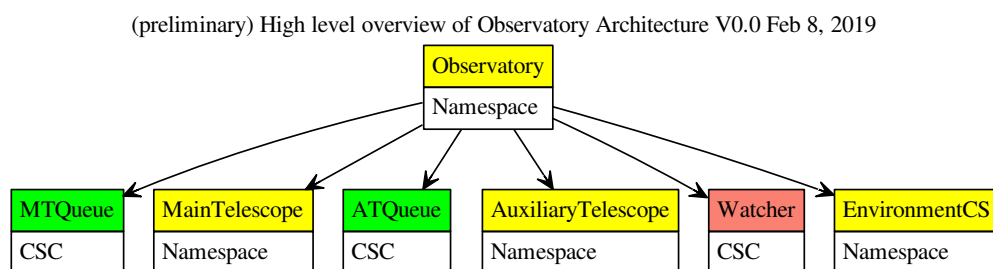 (preliminary) High level overview of Observatory Architecture V0.0 Feb 8, 2019
Observatory
Namespace
MTQueue
CSC
MainTelescope
Namespace
ATQueue
CSC
AuxiliaryTelescope
Namespace
Watcher
CSC
EnvironmentCS
Namespace